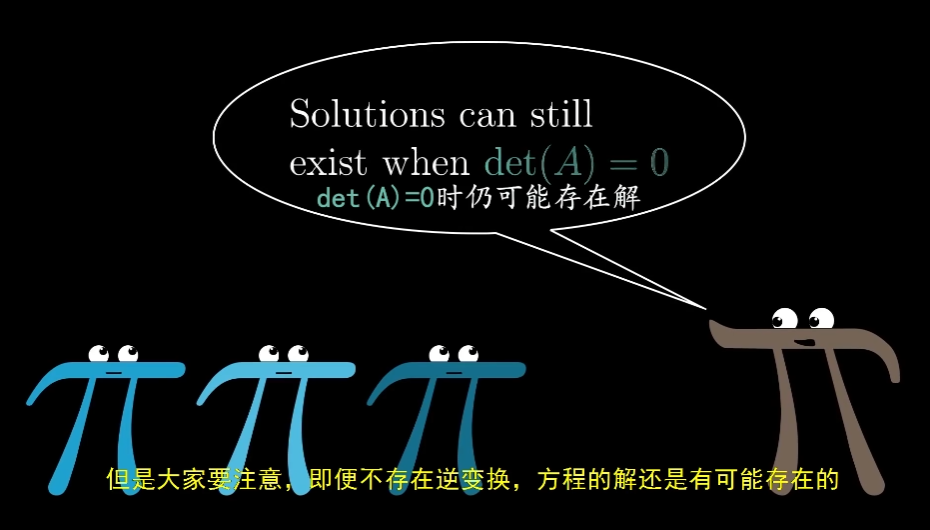 Solutions can still
exist when det(A) = 0
det(A)=0时仍可能存在解
但是大家要注意，即便不存在逆变换，方程的解还是有可能存在的